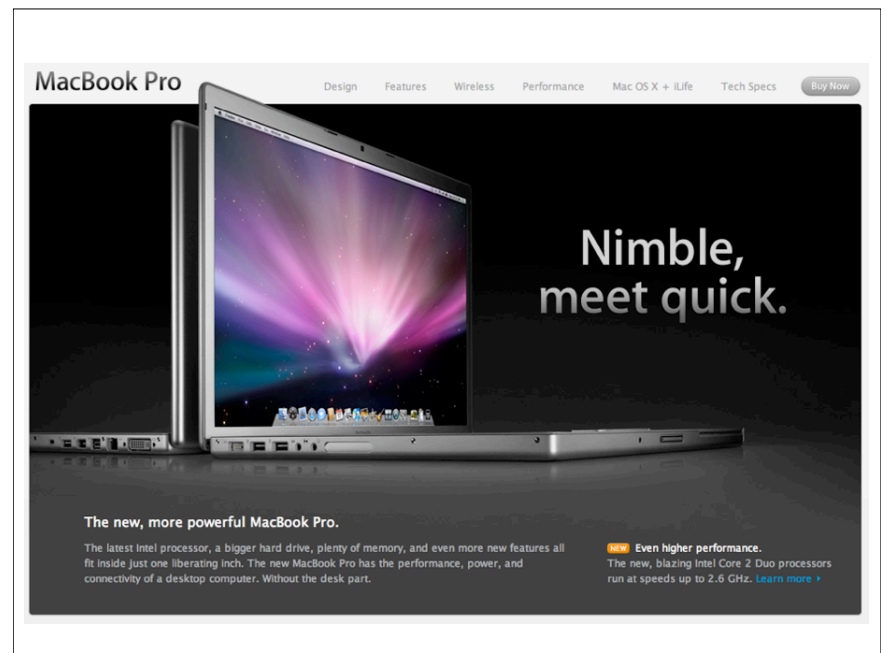 MacBook Pro
Design Features Wireless Performance Mac OS X + iLife Tech Specs Buy Now
Nimble,
meet quick.
The new, more powerful MacBook Pro.
The latest Intel processor, a bigger hard drive, plenty of memory, and even more new features all
fit inside just one liberating inch. The new MacBook Pro has the performance, power, and
connectivity of a desktop computer. Without the desk part.
NEW Even higher performance.
The new, blazing Intel Core 2 Duo processors
run at speeds up to 2.6 GHz. Learn more